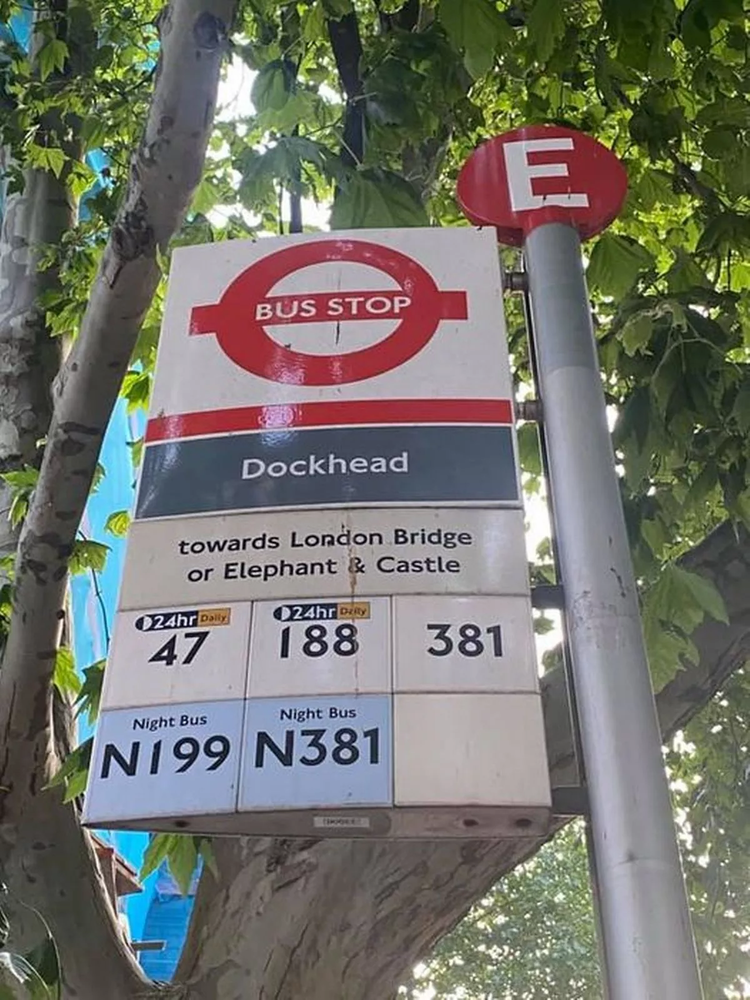 E
BUS STOP
Dockhead
towards London Bridge
or Elephant & Castle
24hr Daily
47
24hr Daily
188
381
Night Bus
N199
Night Bus
N381